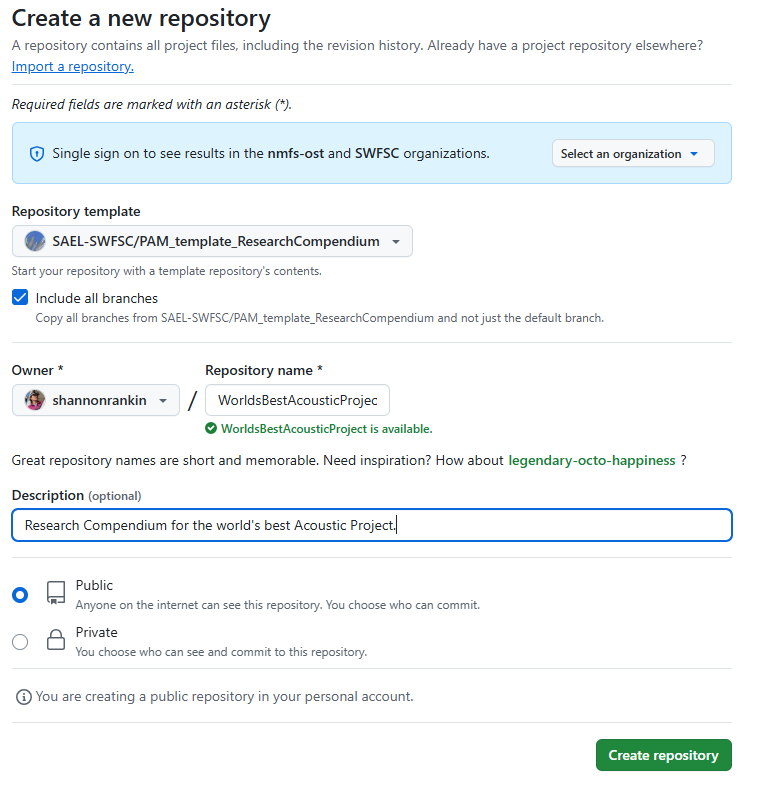 Create a new repository
A repository contains all project files, including the revision history. Already have a project repository elsewhere?
Import a repository.
Required fields are marked with an asterisk (*).
Single sign on to see results in the nmfs-ost and SWFSC organizations.
Select an organization
Repository template
SAEL-SWFSC/PAM_template_ResearchCompendium
Start your repository with a template repository's contents.
Include all branches
Copy all branches from SAEL-SWFSC/PAM_template_ResearchCompendium and not just the default branch.
Owner *
Repository name *
shannonrankin
/
WorldsBestAcousticProjec
WorldsBestAcousticProject is available.
Great repository names are short and memorable. Need inspiration? How about legendary-octo-happiness ?
Description (optional)
Research Compendium for the world's best Acoustic Project.
Public
Anyone on the internet can see this repository. You choose who can commit.
Private
You choose who can see and commit to this repository.
You are creating a public repository in your personal account.
Create repository